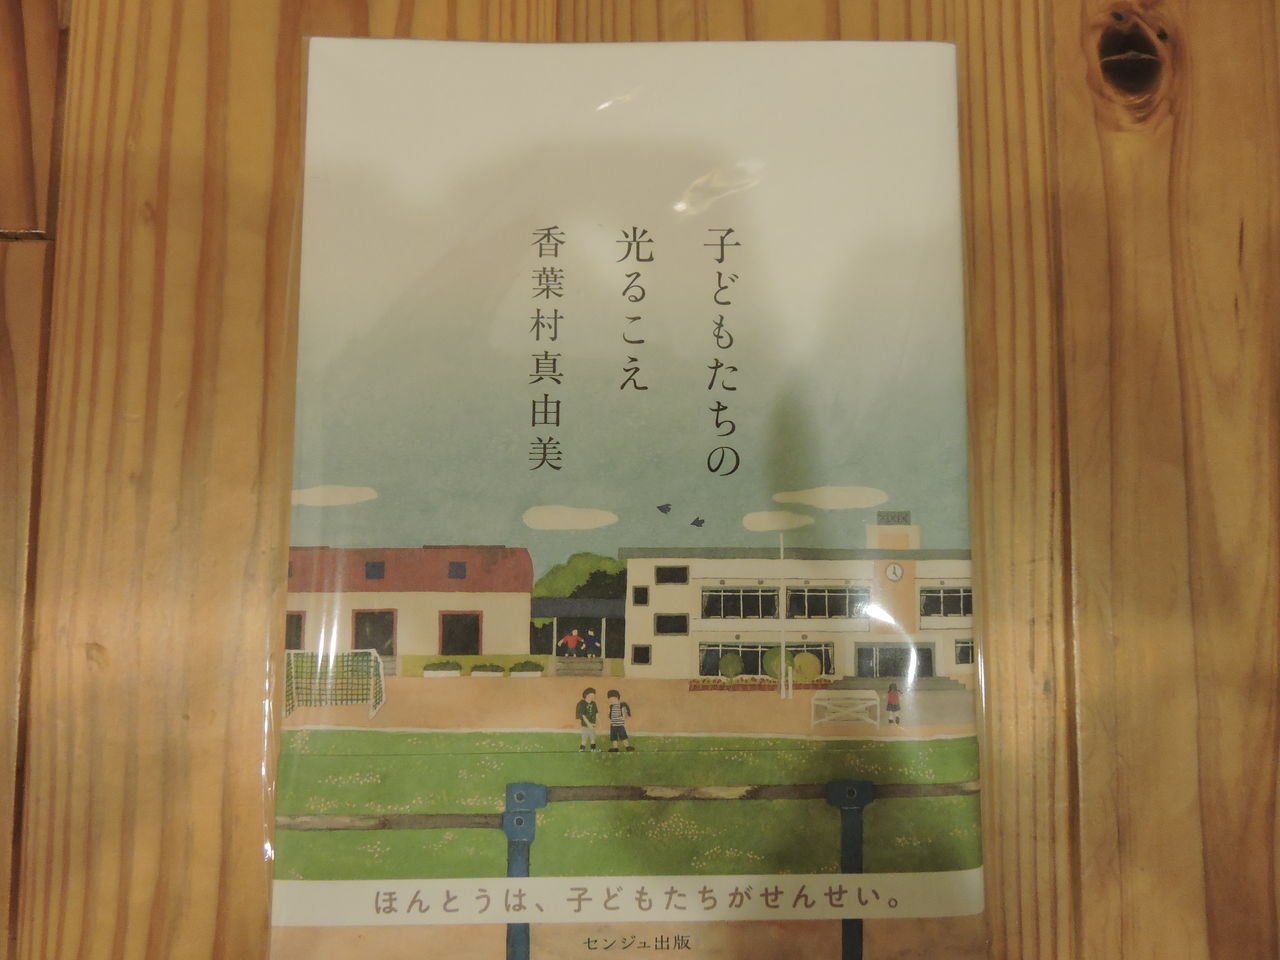 子どもたちの
光るこえ
香葉村真由美
ほんとうは、子どもたちがせんせい。
センジュ出版